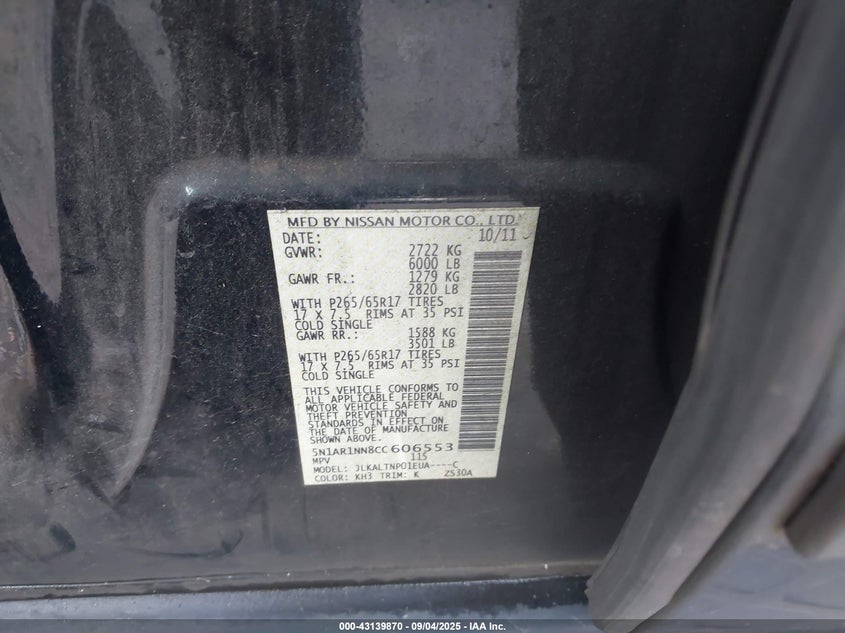 MFD BY NISSAN MOTOR CO., LTD.
DATE: 10/11
GVWR: 2722 KG
6000 LB
GAWR FR.: 1279 KG
2820 LB
WITH P265/65R17 TIRES
17 X 7.5 RIMS AT 35 PSI
COLD SINGLE
GAWR RR.: 1588 KG
3501 LB
WITH P265/65R17 TIRES
17 X 7.5 RIMS AT 35 PSI
COLD SINGLE
THIS VEHICLE CONFORMS TO
ALL APPLICABLE FEDERAL
MOTOR VEHICLE SAFETY AND
THEFT PREVENTION
STANDARDS IN EFFECT ON
THE DATE OF MANUFACTURE
SHOWN ABOVE.
5N1AR1NN8CC606553
MPV 115
MODEL: JLKALTNP01EUA----C
COLOR: KH3 TRIM: K ZS30A
000-43139870 - 09/04/2025 - IAA Inc.